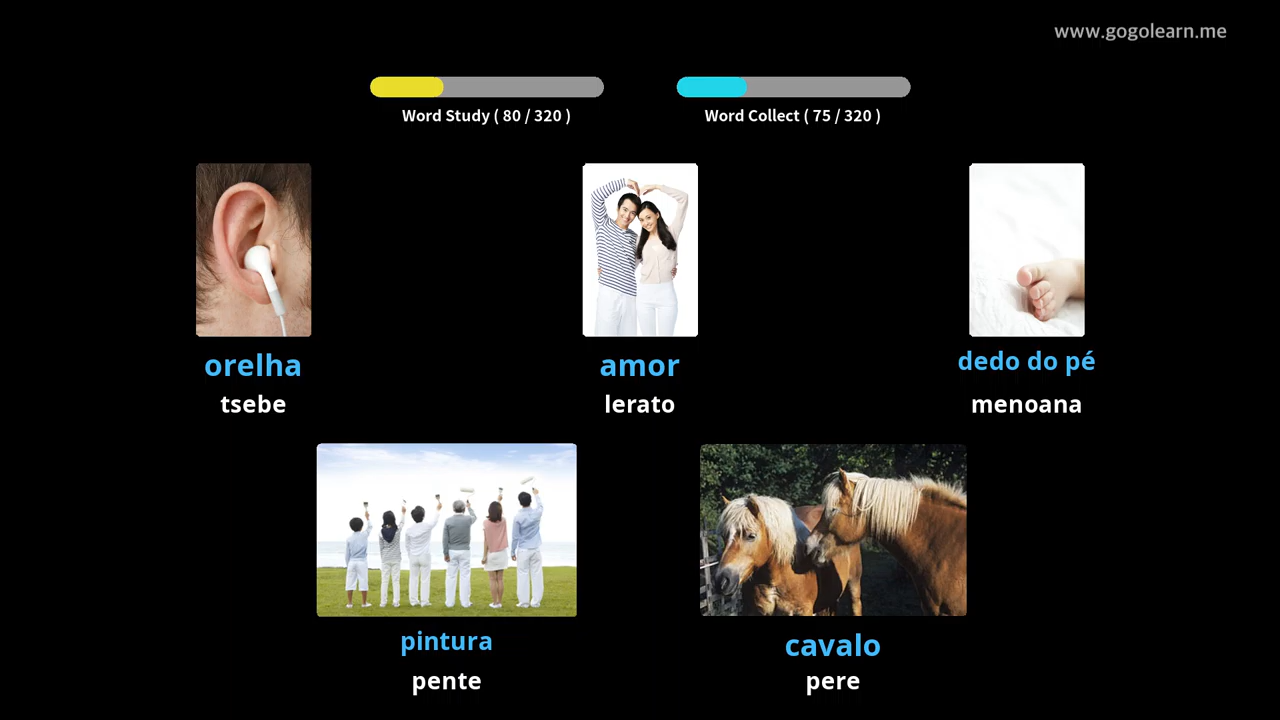 www.gogolearn.me
Word Study ( 80 / 320 )
Word Collect ( 75 / 320 )
orelha
tsebe
amor
lerato
dedo do pé
menoana
pintura
pente
cavalo
pere